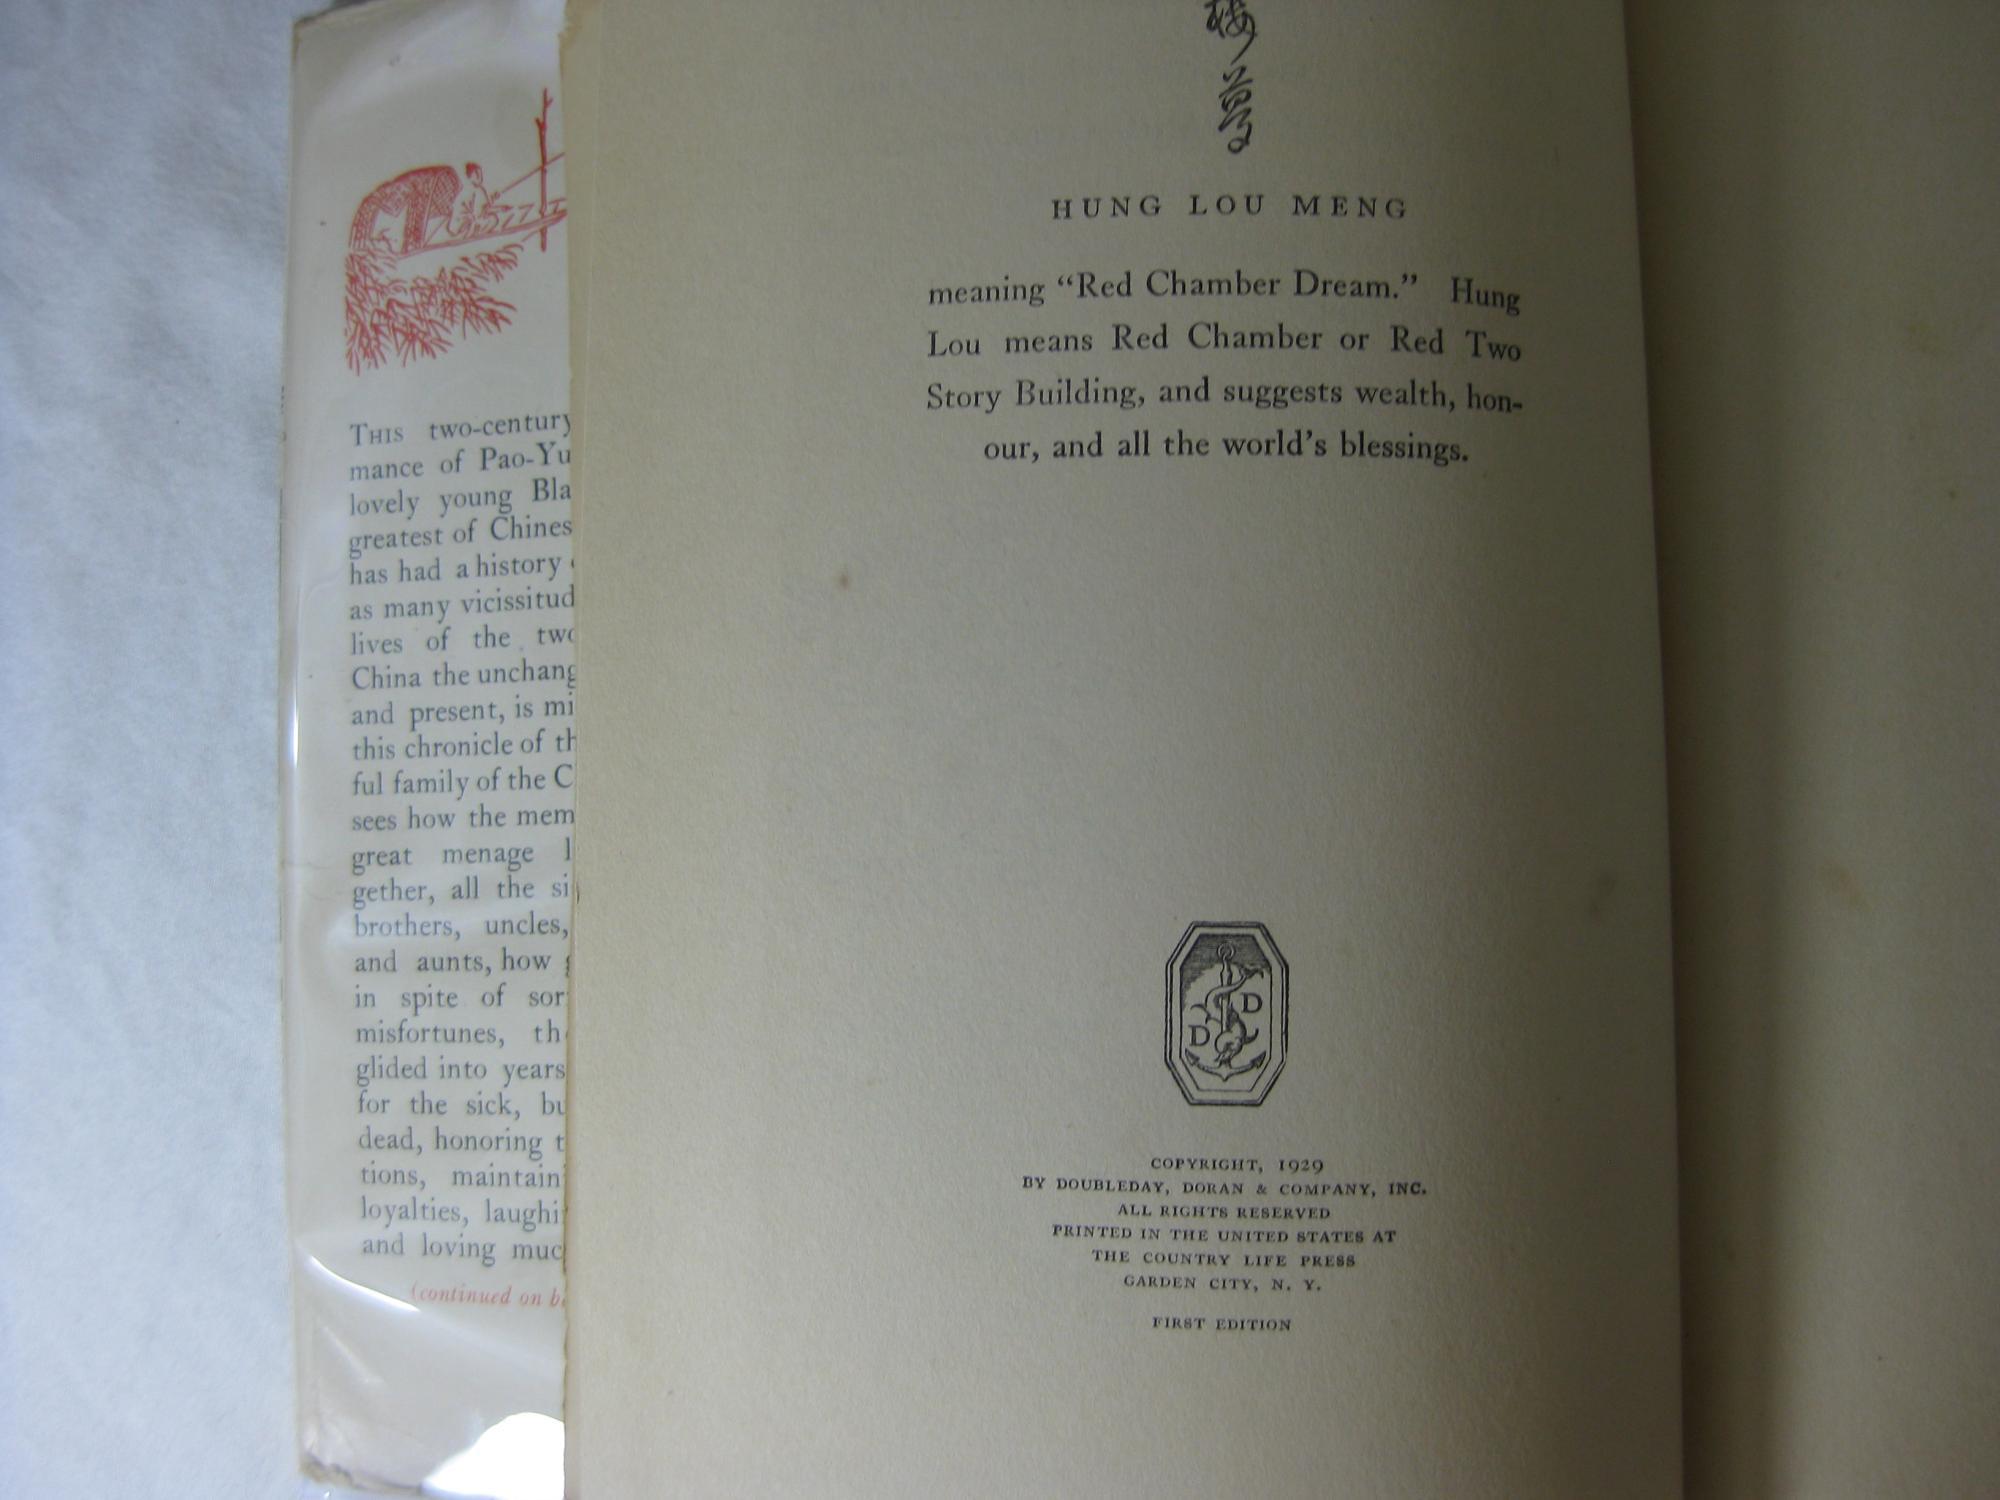 THIS two-century
mance of Pao-Yu
lovely young
greatest of
has had a history
as many
lives of the
China the
and present, is
this chronicle of
ful family of the
sees how the
great menage
gether, all the
brothers, uncles,
and aunts, how
in spite of
misfortunes,
glided into years
for the sick,
dead, honoring
tions,
loyalties,
and loving
(continued on
樓
夢
HUNG LOU MENG
meaning “Red Chamber Dream.” Hung
Lou means Red Chamber or Red Two
Story Building, and suggests wealth, hon-
our, and all the world’s blessings.
D
D
COPYRIGHT, 1929
BY DOUBLEDAY, DORAN & COMPANY, INC.
ALL RIGHTS RESERVED
PRINTED IN THE UNITED STATES AT
THE COUNTRY LIFE PRESS
GARDEN CITY, N. Y.
FIRST EDITION